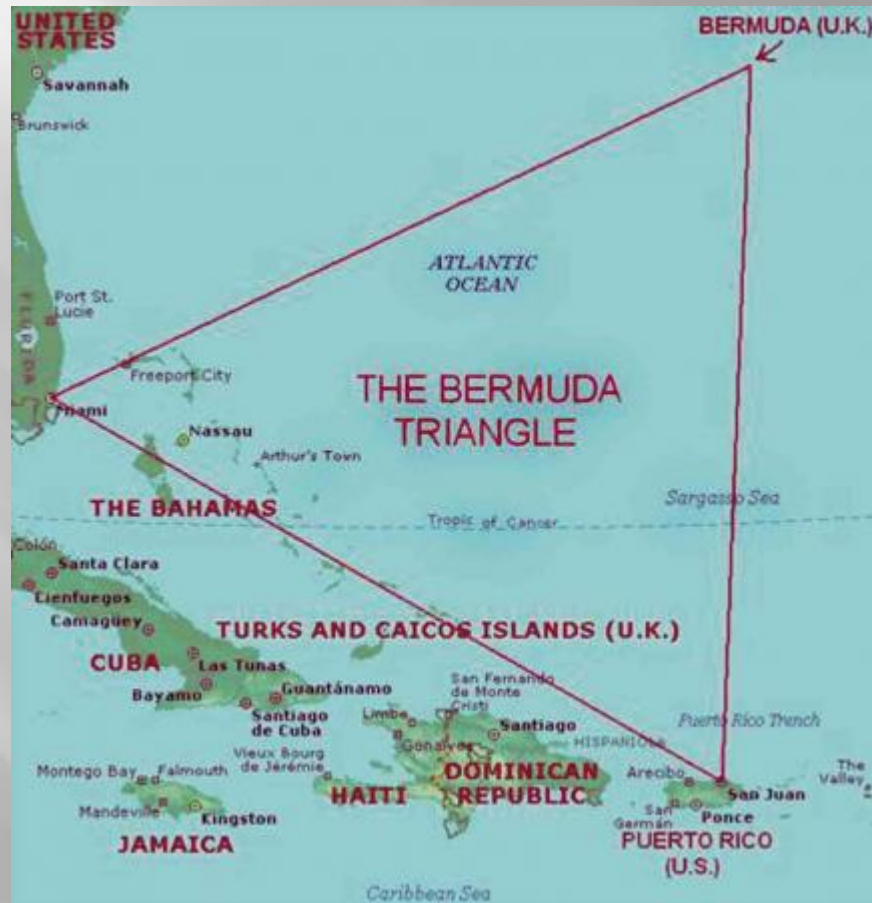 UNITED
STATES
BERMUDA (U.K.)
Savannah
Brunswick
ATLANTIC
OCEAN
Port St.
Lucie
FLORIDA
Freeport City
THE BERMUDA
TRIANGLE
Miami
Nassau
Arthur's Town
THE BAHAMAS
Sargasso Sea
Tropic of Cancer
Colón
Santa Clara
Cienfuegos
Camagüey
TURKS AND CAICOS ISLANDS (U.K.)
CUBA
Las Tunas
Bayamo
Guantánamo
Santiago
de Cuba
San Fernando
de Monte
Cristi
Limbe
Gonaïves
Santiago
Puerto Rico Trench
HISPANIOLA
Vieux Bourg
de Jérémie
Montego Bay
Falmouth
Mandeville
Kingston
JAMAICA
HAITI
DOMINICAN
REPUBLIC
Arecibo
San Juan
The
Valley
San
Germán
Ponce
PUERTO RICO
(U.S.)
Caribbean Sea